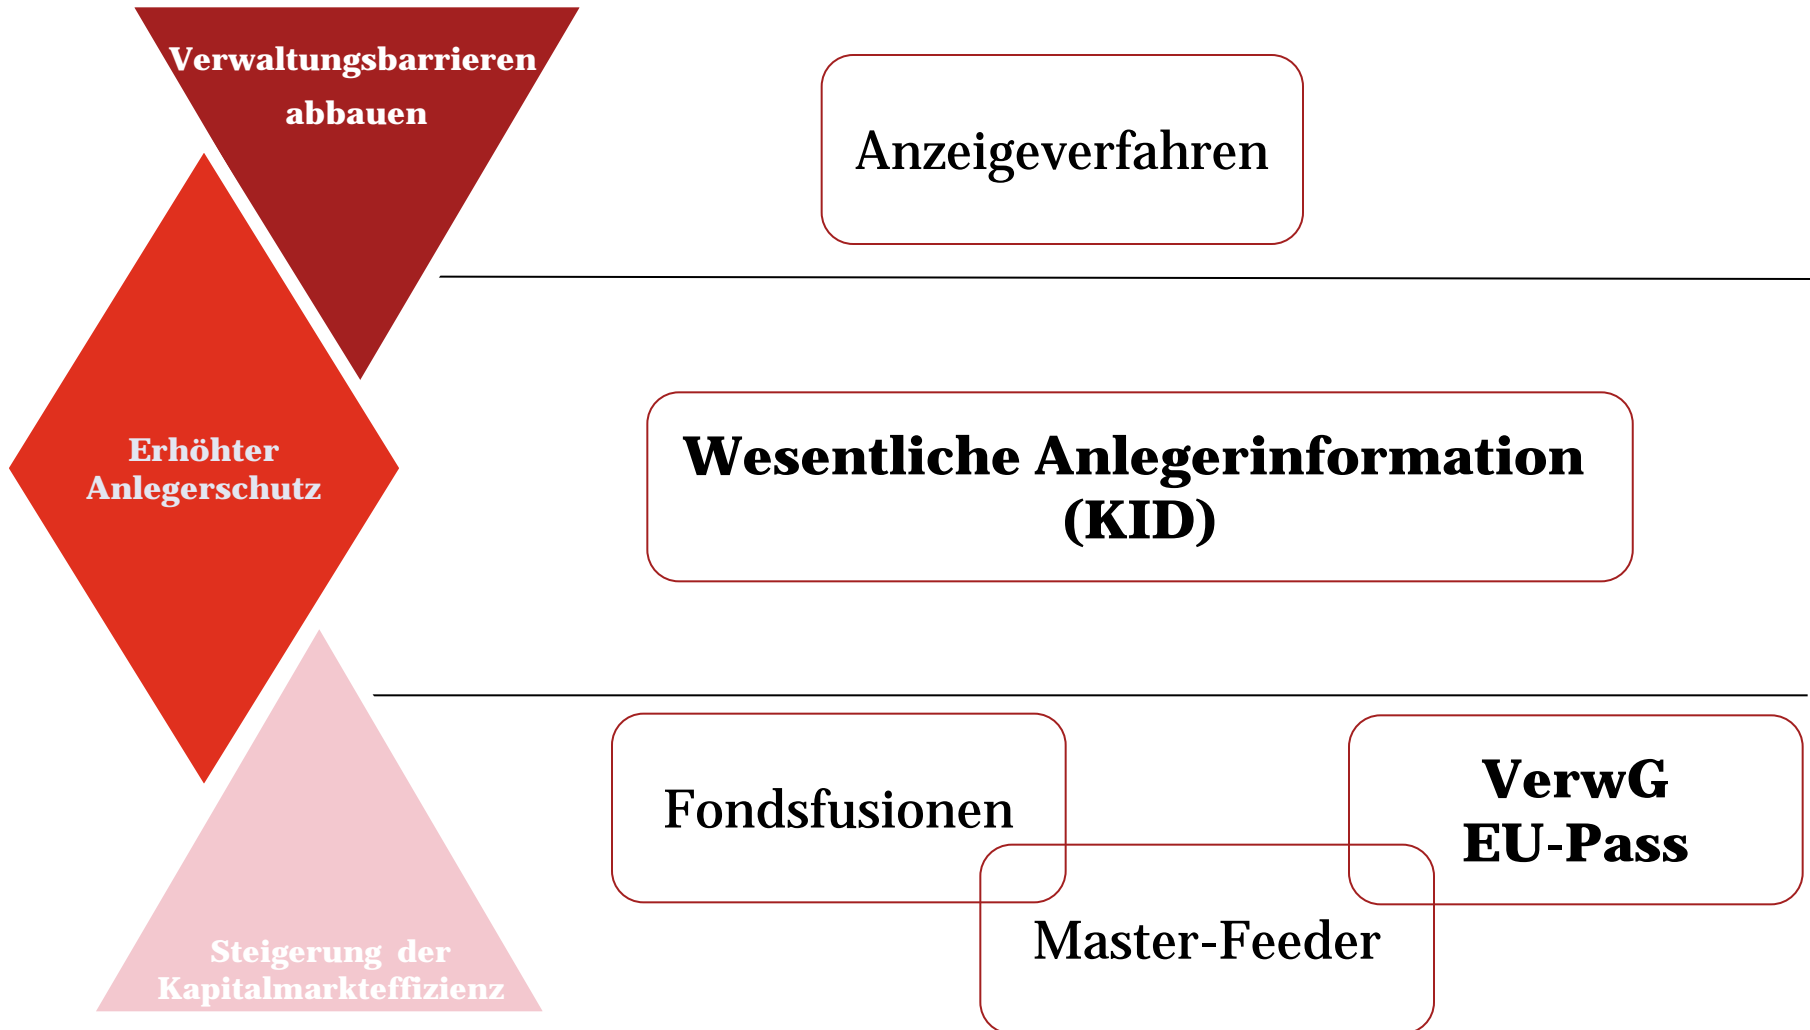 Verwaltungsbarrieren
abbauen
Anzeigeverfahren
Erhöhter
Anlegerschutz
Wesentliche Anlegerinformation
(KID)
Steigerung der
Kapitalmarkteffizienz
Fondsfusionen
Master-Feeder
VerwG
EU-Pass